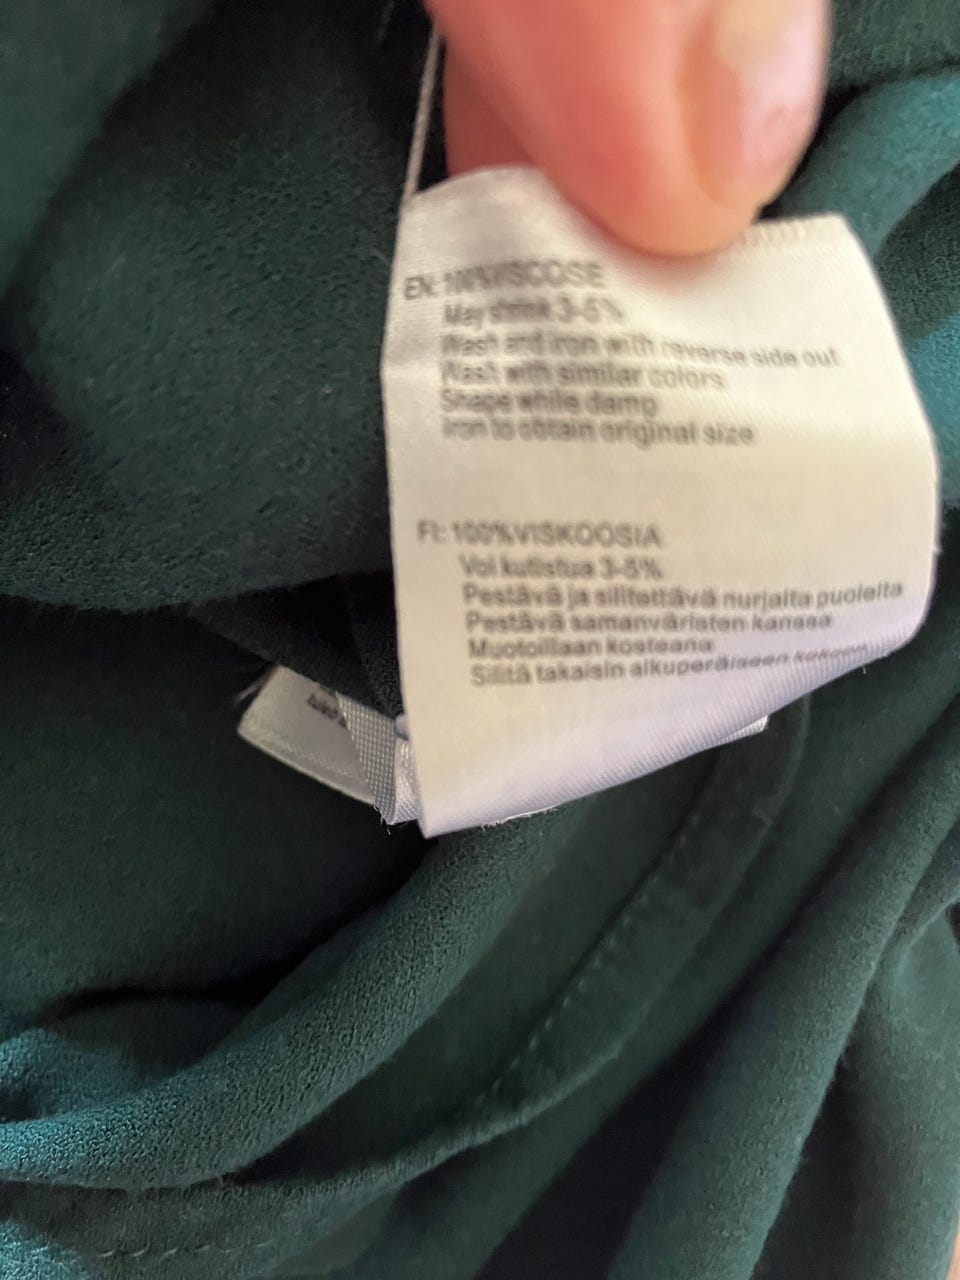 EN: 100%VISCOSE
May shrink 3-5%
Wash and iron with reverse side out
Wash with similar colors
Shape while damp
Iron to obtain original size
FI: 100%VISKOOSIA
Voi kutistua 3-5%
Pestävä ja silitettävä nurjalta puolelta
Pestävä samanväristen kanssa
Muotoillaan kosteana
Silitä takaisin alkuperäiseen kokoon